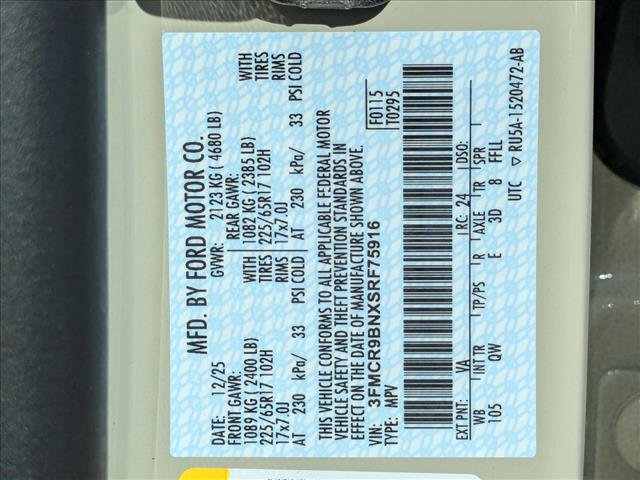 MFD. BY FORD MOTOR CO.
DATE: 12/25 GVWR: 2123 KG ( 4680 LB)
FRONT GAWR: REAR GAWR:
1089 KG ( 2400 LB) WITH 1082 KG ( 2385 LB) WITH
225/65R17 102H TIRES 225/65R17 102H TIRES
17x7.0J RIMS 17x7.0J RIMS
AT 230 kPa/ 33 PSI COLD AT 230 kPa/ 33 PSI COLD
THIS VEHICLE CONFORMS TO ALL APPLICABLE FEDERAL MOTOR
VEHICLE SAFETY AND THEFT PREVENTION STANDARDS IN
EFFECT ON THE DATE OF MANUFACTURE SHOWN ABOVE.
F0115
T0295
VIN: 3FMCR9BNXSRF75916
TYPE: MPV
EXT PNT: VA RC: 24 DSO:
WB INT TR TP/PS R AXLE TR SPR
105 QW E 3D 8 FFLL
UTC ▽ RU5A-1520472-AB